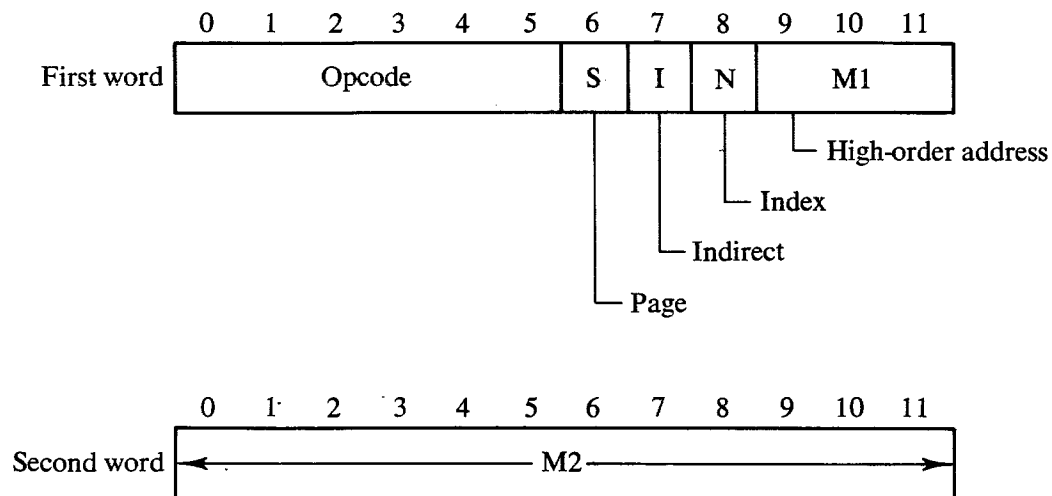 0 1 2 3 4 5 6 7 8 9 10 11
First word Opcode S I N M1
High-order address
Index
Indirect
Page
0 1 2 3 4 5 6 7 8 9 10 11
Second word M2